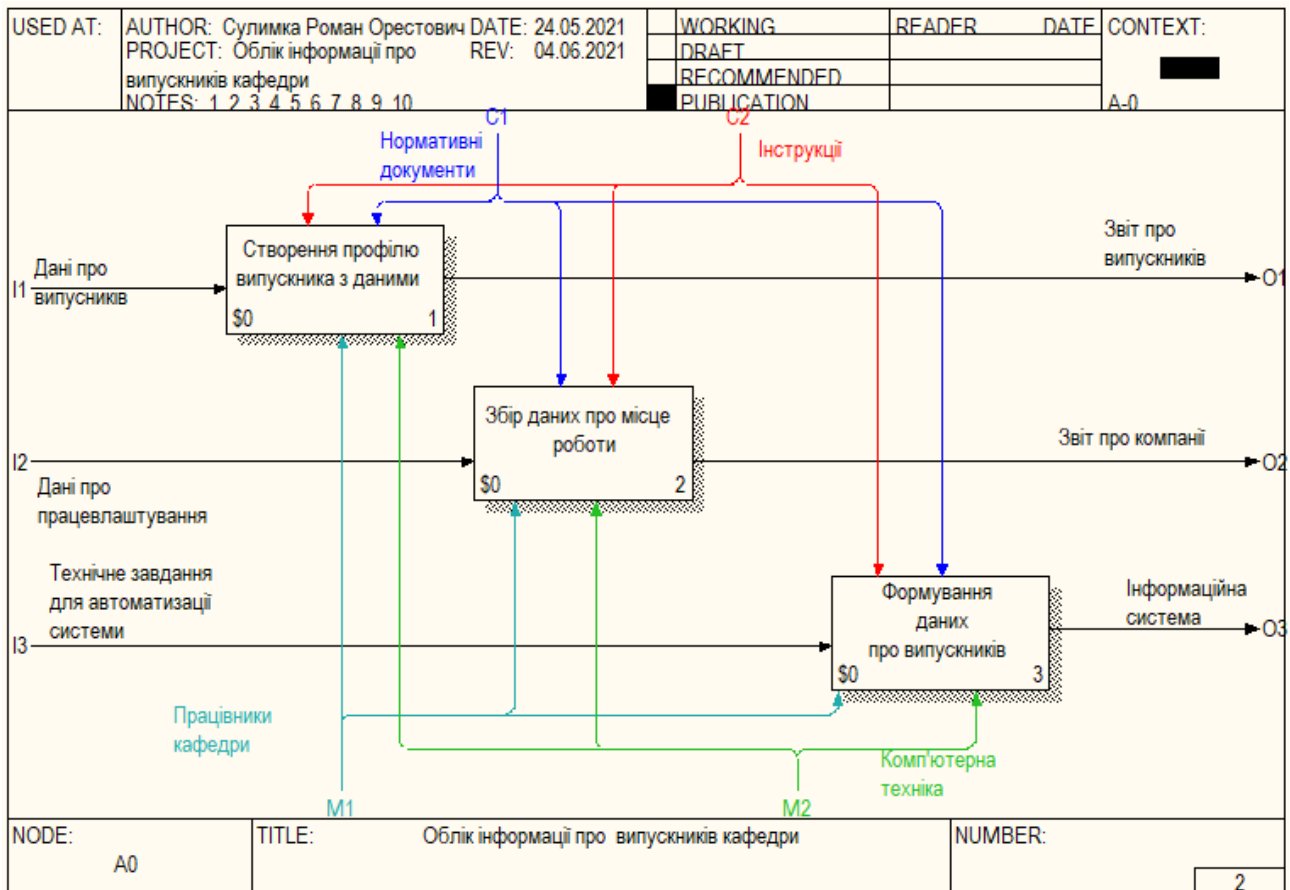 USED AT:
AUTHOR: Сулимка Роман Орестович DATE: 24.05.2021
PROJECT: Облік інформації про REV: 04.06.2021
випускників кафедри
NOTES: 1 2 3 4 5 6 7 8 9 10
WORKING
DRAFT
RECOMMENDED
PUBLICATION
READER DATE
CONTEXT:
A-0
C1
C2
Нормативні
документи
Інструкції
Створення профілю
випускника з даними
$0 1
Звіт про
випускників
O1
I1
Дані про
випусників
Збір даних про місце
роботи
$0 2
Звіт про компанії
O2
I2
Дані про
працевлаштування
Технічне завдання
для автоматизації
системи
I3
Формування
даних
про випускників
$0 3
Інформаційна
система
O3
Працівники
кафедри
Комп'ютерна
техніка
M1
M2
NODE:
A0
TITLE:
Облік інформації про випускників кафедри
NUMBER:
2